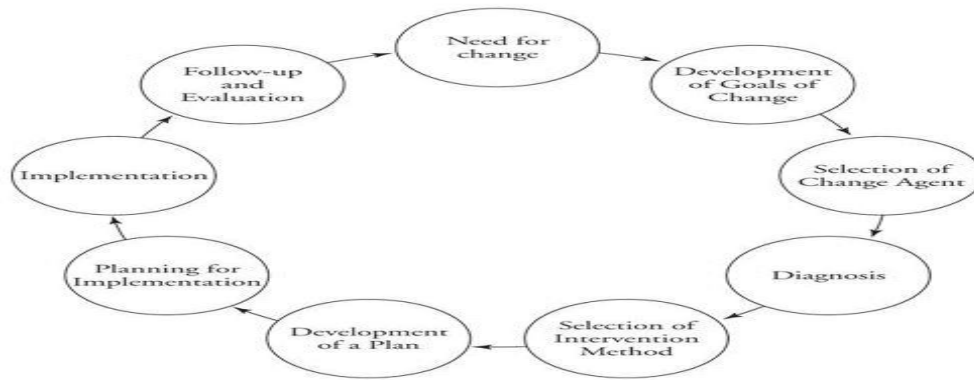 Need for
change
Development
of Goals of
Change
Selection of
Change Agent
Diagnosis
Selection of
Intervention
Method
Development
of a Plan
Planning for
Implementation
Implementation
Follow-up
and
Evaluation